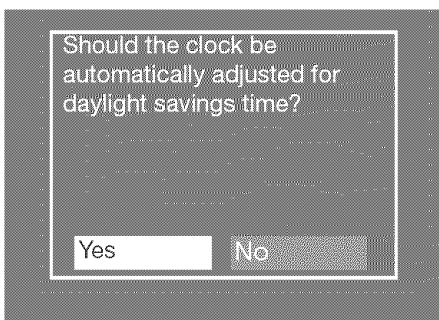 Should the clock be
automatically adjusted for
daylight savings time?
Yes No